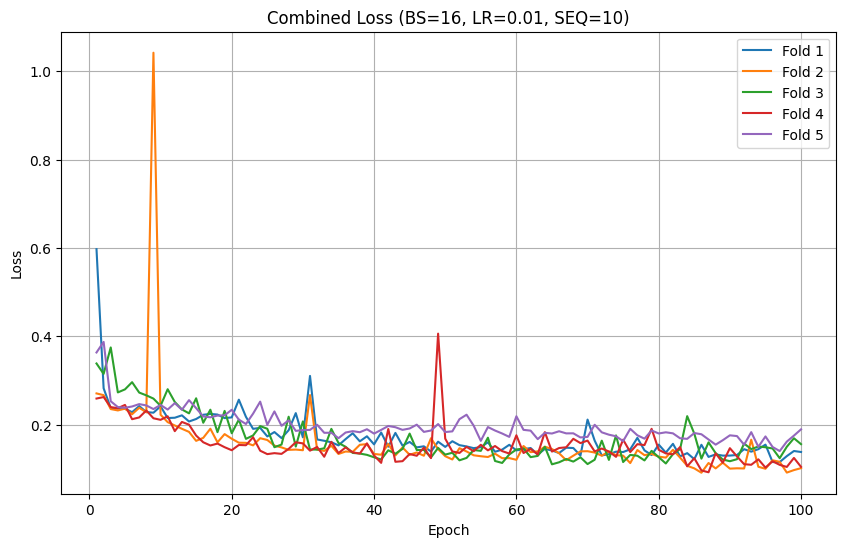 Combined Loss (BS=16, LR=0.01, SEQ=10)
Loss
1.0
0.8
0.6
0.4
0.2
0
20
40
60
80
100
Epoch
Fold 1
Fold 2
Fold 3
Fold 4
Fold 5